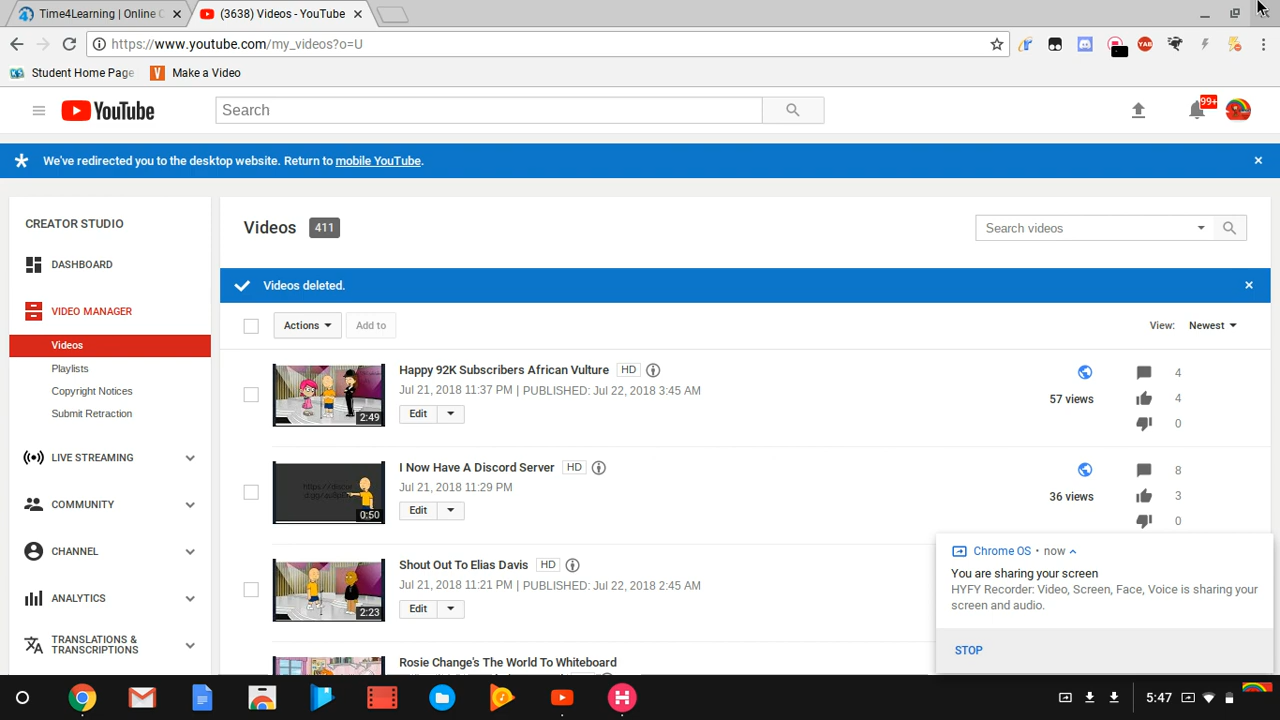 Time4Learning | Online C
(3638) Videos - YouTube
https://www.youtube.com/my_videos?o=U
YAB
Student Home Page
Make a Video
YouTube
Search
99+
We've redirected you to the desktop website. Return to mobile YouTube.
CREATOR STUDIO
DASHBOARD
VIDEO MANAGER
Videos
Playlists
Copyright Notices
Submit Retraction
LIVE STREAMING
COMMUNITY
CHANNEL
ANALYTICS
TRANSLATIONS &
TRANSCRIPTIONS
Videos 411
Search videos
Videos deleted.
Actions
Add to
View: Newest
Happy 92K Subscribers African Vulture HD
Jul 21, 2018 11:37 PM | PUBLISHED: Jul 22, 2018 3:45 AM
Edit
2:49
57 views
4
4
0
I Now Have A Discord Server HD
Jul 21, 2018 11:29 PM
Edit
0:50
36 views
8
3
0
Shout Out To Elias Davis HD
Jul 21, 2018 11:21 PM | PUBLISHED: Jul 22, 2018 2:45 AM
Edit
2:23
Rosie Change's The World To Whiteboard
Chrome OS • now
You are sharing your screen
HYFY Recorder: Video, Screen, Face, Voice is sharing your
screen and audio.
STOP
5:47